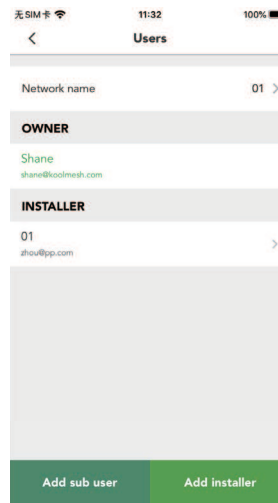 无SIM卡 11:32 100%
Users
Network name 01
OWNER
Shane
shane@koolmesh.com
INSTALLER
01
zhou@pp.com
Add sub user Add installer